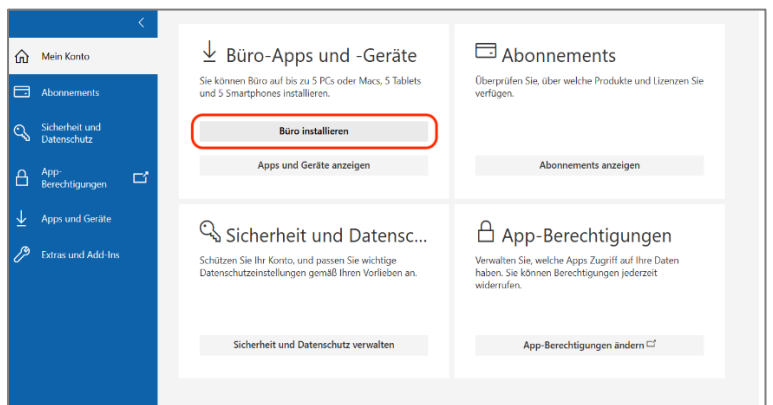 Mein Konto
Abonnements
Sicherheit und
Datenschutz
App-
Berechtigungen
Apps und Geräte
Extras und Add-Ins
Büro-Apps und -Geräte
Sie können Büro auf bis zu 5 PCs oder Macs, 5 Tablets
und 5 Smartphones installieren.
Büro installieren
Apps und Geräte anzeigen
Abonnements
Überprüfen Sie, über welche Produkte und Lizenzen Sie
verfügen.
Abonnements anzeigen
Sicherheit und Datensc...
Schützen Sie Ihr Konto, und passen Sie wichtige
Datenschutzeinstellungen gemäß Ihren Vorlieben an.
Sicherheit und Datenschutz verwalten
App-Berechtigungen
Verwalten Sie, welche Apps Zugriff auf Ihre Daten
haben. Sie können Berechtigungen jederzeit
widerrufen.
App-Berechtigungen ändern